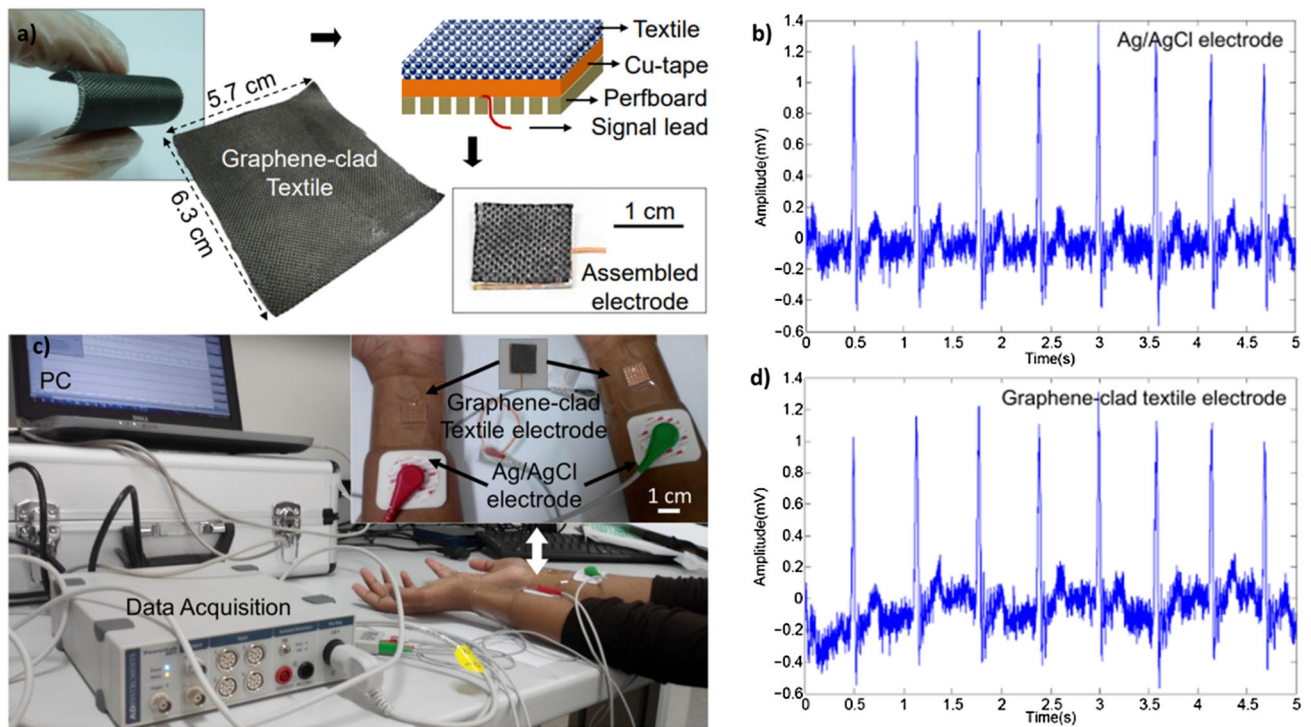 a)
5.7 cm
6.3 cm
Graphene-clad
Textile
Textile
Cu-tape
Perfboard
Signal lead
1 cm
Assembled
electrode
b)
Ag/AgCl electrode
Amplitude(mV)
1.4
1.2
1
0.8
0.6
0.4
0.2
0
-0.2
-0.4
-0.6
0 0.5 1 1.5 2 2.5 3 3.5 4 4.5 5
Time(s)
c)
PC
DELL
Graphene-clad
Textile electrode
Ag/AgCl
electrode
1 cm
Data Acquisition
PowerLab
ADINSTRUMENTS
d)
Graphene-clad textile electrode
Amplitude(mV)
1.4
1.2
1
0.8
0.6
0.4
0.2
0
-0.2
-0.4
-0.6
0 0.5 1 1.5 2 2.5 3 3.5 4 4.5 5
Time(s)